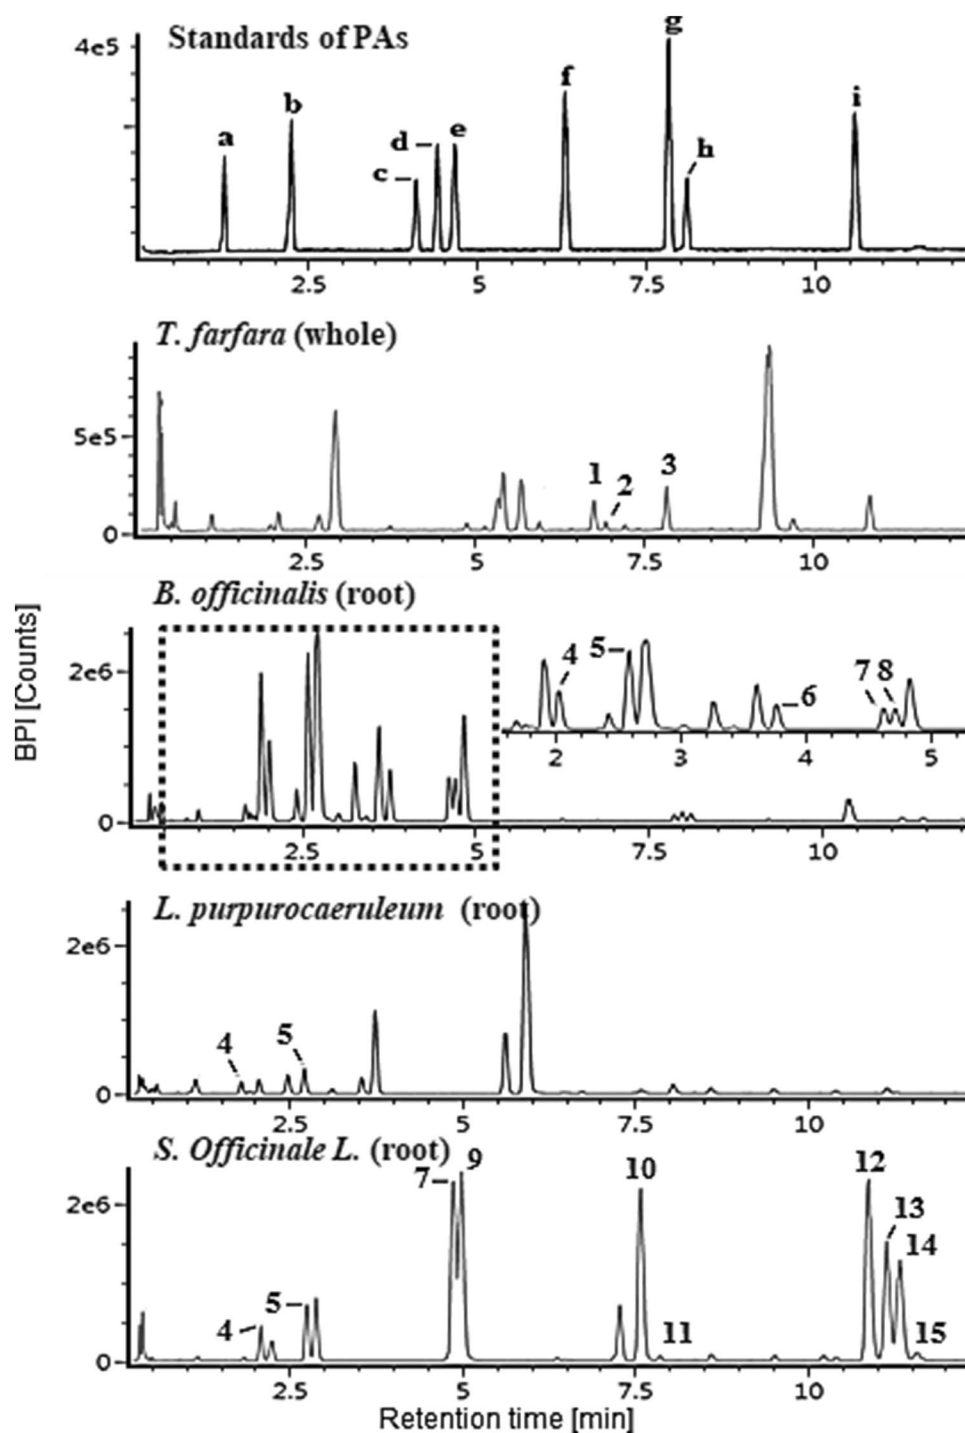 Standards of PAs
4e5
a
b
c
d
e
f
g
h
i
2.5 5 7.5 10
T. farfara (whole)
5e5
0
1
2
3
2.5 5 7.5 10
B. officinalis (root)
2e6
0
4
5
6
7 8
2 3 4 5
2.5 5 7.5 10
L. purpurocaeruleum (root)
2e6
0
4
5
2.5 5 7.5 10
S. Officinale L. (root)
2e6
0
4
5
7
9
10
11
12
13
14
15
2.5 5 7.5 10
BPI [Counts]
Retention time [min]